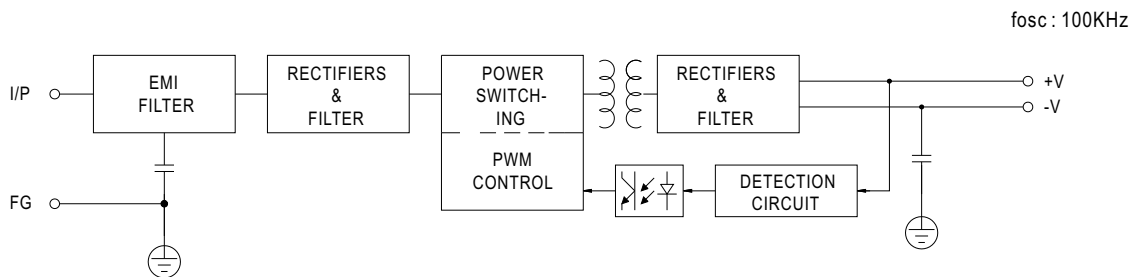 fosc : 100KHz
I/P
EMI
FILTER
RECTIFIERS
&
FILTER
POWER
SWITCH-
ING
PWM
CONTROL
RECTIFIERS
&
FILTER
+V
-V
DETECTION
CIRCUIT
FG